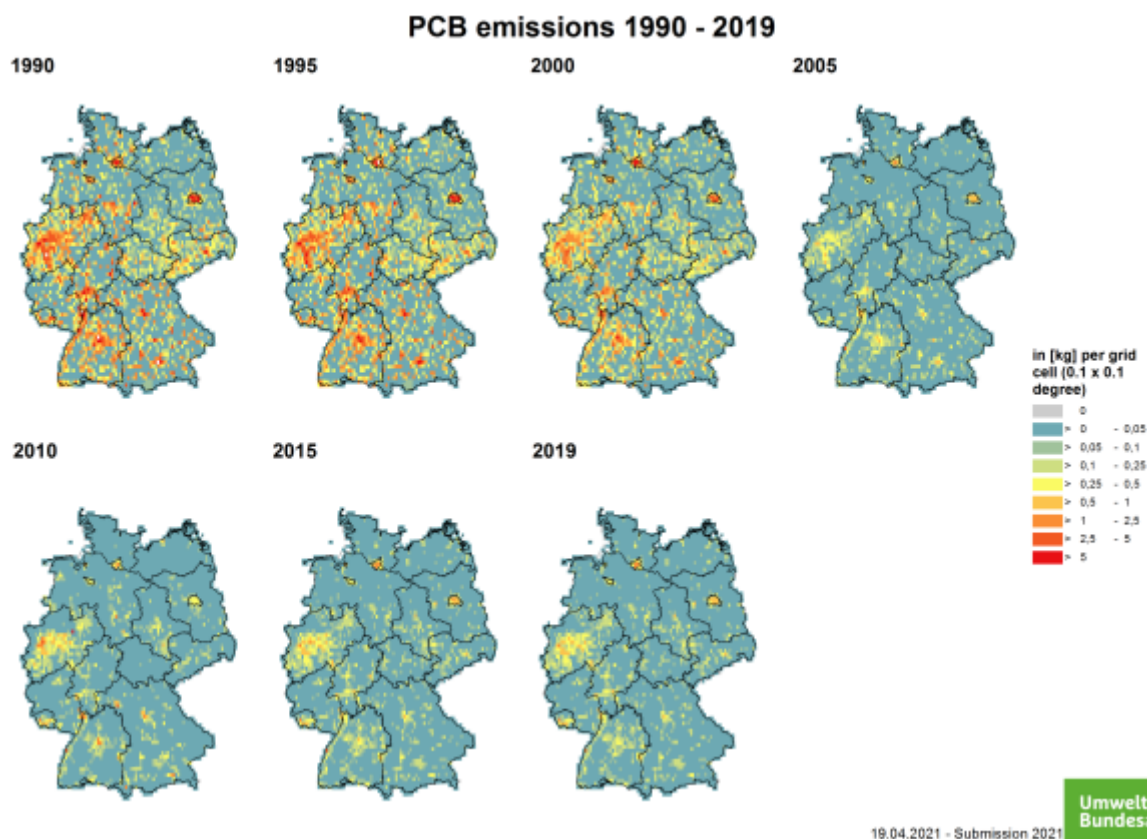 PCB emissions 1990 - 2019
1990
1995
2000
2005
in [kg] per grid
cell (0.1 x 0.1
degree)
0
> 0 - 0,05
> 0,05 - 0,1
> 0,1 - 0,25
> 0,25 - 0,5
> 0,5 - 1
> 1 - 2,5
> 2,5 - 5
> 5
2010
2015
2019
Umwelt
Bundes
19.04.2021 - Submission 2021